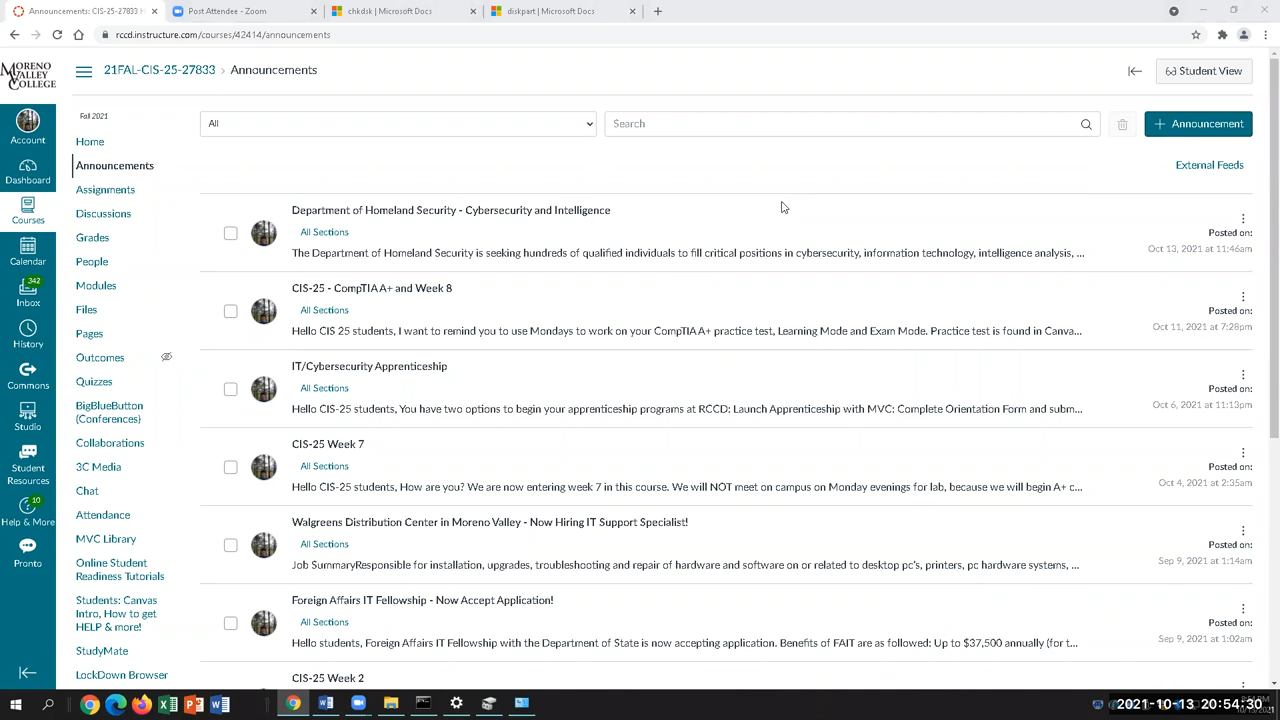 Announcements: CIS-25-27833 H
Post Attendee - Zoom
chkdsk | Microsoft Docs
diskpart | Microsoft Docs
rccd.instructure.com/courses/42414/announcements
MORENO
VALLEY
COLLEGE
21FAL-CIS-25-27833 › Announcements
Student View
Fall 2021
All
Search
+ Announcement
External Feeds
Account
Dashboard
Courses
Calendar
342
Inbox
History
Commons
Studio
Student
Resources
10
Help & More
Pronto
Home
Announcements
Assignments
Discussions
Grades
People
Modules
Files
Pages
Outcomes
Quizzes
BigBlueButton
(Conferences)
Collaborations
3C Media
Chat
Attendance
MVC Library
Online Student
Readiness Tutorials
Students: Canvas
Intro, How to get
HELP & more!
StudyMate
LockDown Browser
Department of Homeland Security - Cybersecurity and Intelligence
All Sections
Posted on:
The Department of Homeland Security is seeking hundreds of qualified individuals to fill critical positions in cybersecurity, information technology, intelligence analysis, ...
Oct 13, 2021 at 11:46am
CIS-25 - CompTIA A+ and Week 8
All Sections
Posted on:
Hello CIS 25 students, I want to remind you to use Mondays to work on your CompTIA A+ practice test, Learning Mode and Exam Mode. Practice test is found in Canva...
Oct 11, 2021 at 7:28pm
IT/Cybersecurity Apprenticeship
All Sections
Posted on:
Hello CIS-25 students, You have two options to begin your apprenticeship programs at RCCD: Launch Apprenticeship with MVC: Complete Orientation Form and subm...
Oct 6, 2021 at 11:13pm
CIS-25 Week 7
All Sections
Posted on:
Hello CIS-25 students, How are you? We are now entering week 7 in this course. We will NOT meet on campus on Monday evenings for lab, because we will begin A+ c...
Oct 4, 2021 at 2:35am
Walgreens Distribution Center in Moreno Valley - Now Hiring IT Support Specialist!
All Sections
Posted on:
Job SummaryResponsible for installation, upgrades, troubleshooting and repair of hardware and software on or related to desktop pc's, printers, pc hardware systems, ...
Sep 9, 2021 at 1:14am
Foreign Affairs IT Fellowship - Now Accept Application!
All Sections
Posted on:
Hello students, Foreign Affairs IT Fellowship with the Department of State is now accepting application. Benefits of FAIT are as followed: Up to $37,500 annually (for t...
Sep 9, 2021 at 1:02am
CIS-25 Week 2
2021-10-13 20:54:30